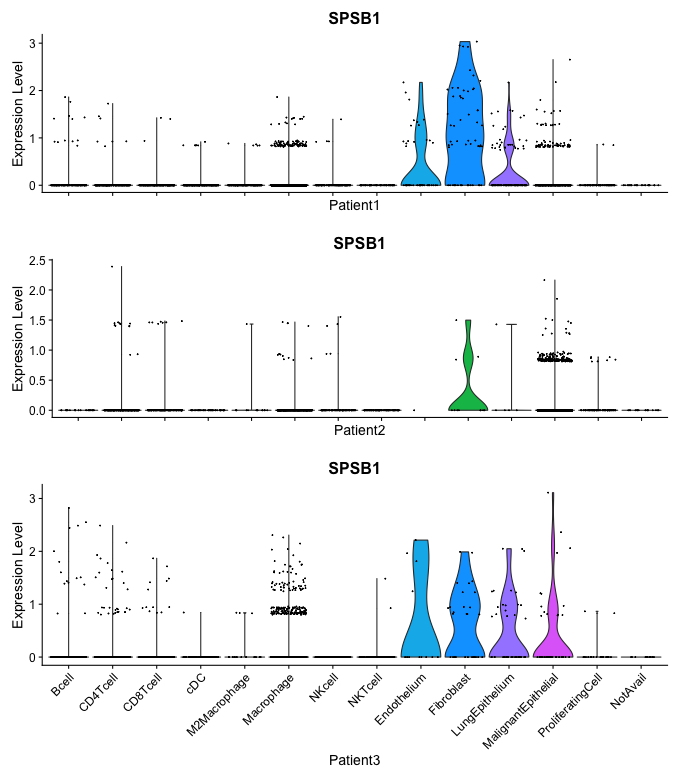 SPSB1
Expression Level
3
2
1
0
Patient1
SPSB1
Expression Level
2.5
2.0
1.5
1.0
0.5
0.0
Patient2
SPSB1
Expression Level
3
2
1
0
Bcell
CD4Tcell
CD8Tcell
cDC
M2Macrophage
Macrophage
NKcell
NKTcell
Endothelium
Fibroblast
LungEpithelium
MalignantEpithelial
ProliferatingCell
NotAvail
Patient3